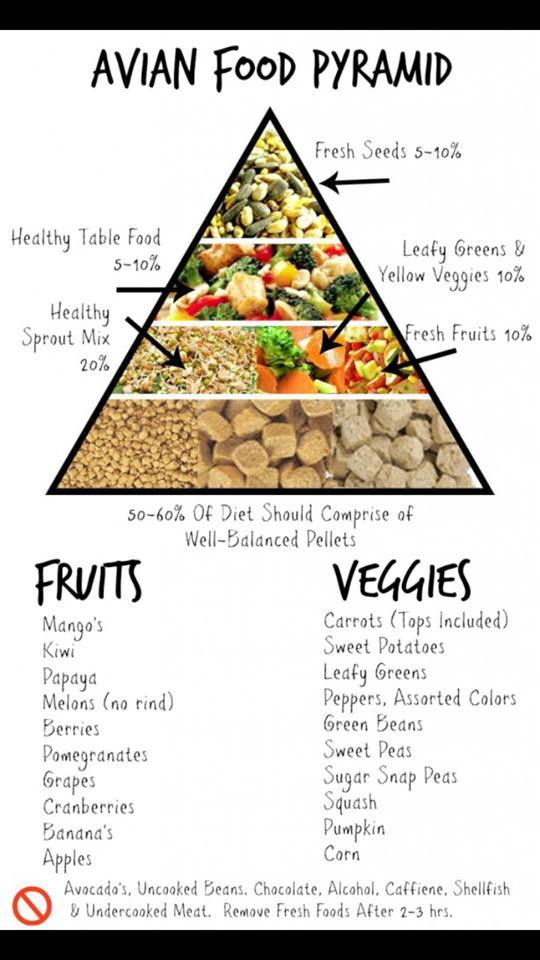 AVIAN FOOD PYRAMID
Fresh Seeds 5-10%
Healthy Table Food
5-10%
Leafy Greens &
Yellow Veggies 10%
Healthy
Sprout Mix
20%
Fresh Fruits 10%
50-60% Of Diet Should Comprise of
Well-Balanced Pellets
FRUITS
Mango's
Kiwi
Papaya
Melons (no rind)
Berries
Pomegranates
Grapes
Cranberries
Banana's
Apples
VEGGIES
Carrots (Tops Included)
Sweet Potatoes
Leafy Greens
Peppers, Assorted Colors
Green Beans
Sweet Peas
Sugar Snap Peas
Squash
Pumpkin
Corn
Avocado's, Uncooked Beans. Chocolate, Alcohol, Caffiene, Shellfish
& Undercooked Meat. Remove Fresh Foods After 2-3 hrs.